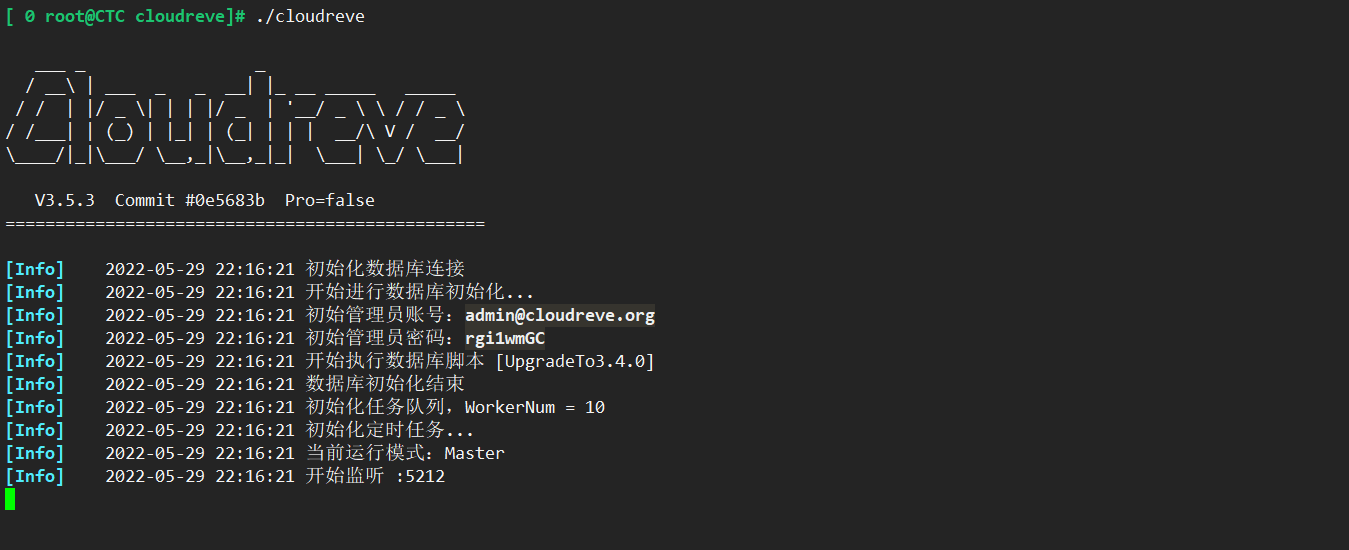 [ 0 root@CTC cloudreve]# ./cloudreve
   ___ _                 _
  / __\ | ___  _   _  __| |_ __ _____   _____
 / /  | |/ _ \| | | |/ _  | '__/ _ \ \ / / _ \
/ /___| | (_) | |_| | (_| | | |  __/\ V /  __/
\____/|_|\___/ \__,_|\__,_|_|  \___| \_/ \___|
   V3.5.3  Commit #0e5683b  Pro=false
================================================
[Info]    2022-05-29 22:16:21 初始化数据库连接
[Info]    2022-05-29 22:16:21 开始进行数据库初始化...
[Info]    2022-05-29 22:16:21 初始管理员账号：admin@cloudreve.org
[Info]    2022-05-29 22:16:21 初始管理员密码：rgi1wmGC
[Info]    2022-05-29 22:16:21 开始执行数据库脚本 [UpgradeTo3.4.0]
[Info]    2022-05-29 22:16:21 数据库初始化结束
[Info]    2022-05-29 22:16:21 初始化任务队列，WorkerNum = 10
[Info]    2022-05-29 22:16:21 初始化定时任务...
[Info]    2022-05-29 22:16:21 当前运行模式：Master
[Info]    2022-05-29 22:16:21 开始监听 :5212